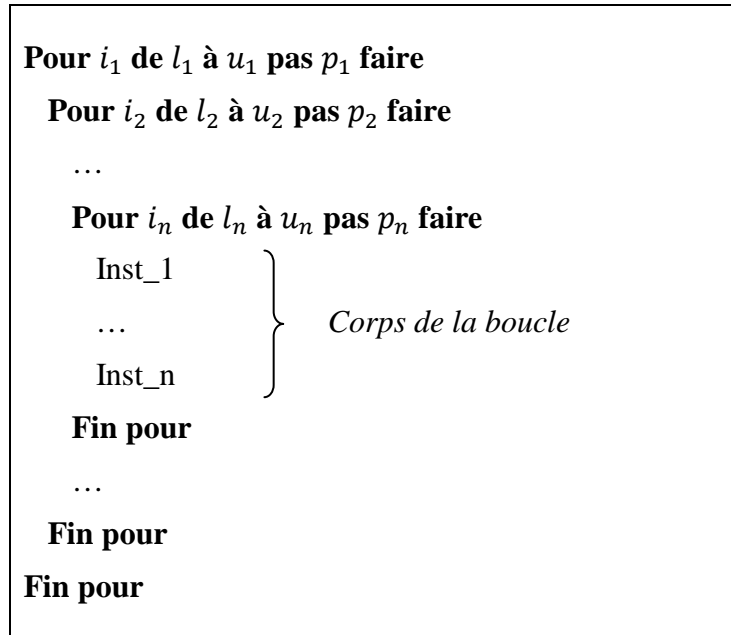 Pour i₁ de l₁ à u₁ pas p₁ faire
Pour i₂ de l₂ à u₂ pas p₂ faire
…
Pour iₙ de lₙ à uₙ pas pₙ faire
Inst_1
… Corps de la boucle
Inst_n
Fin pour
…
Fin pour
Fin pour